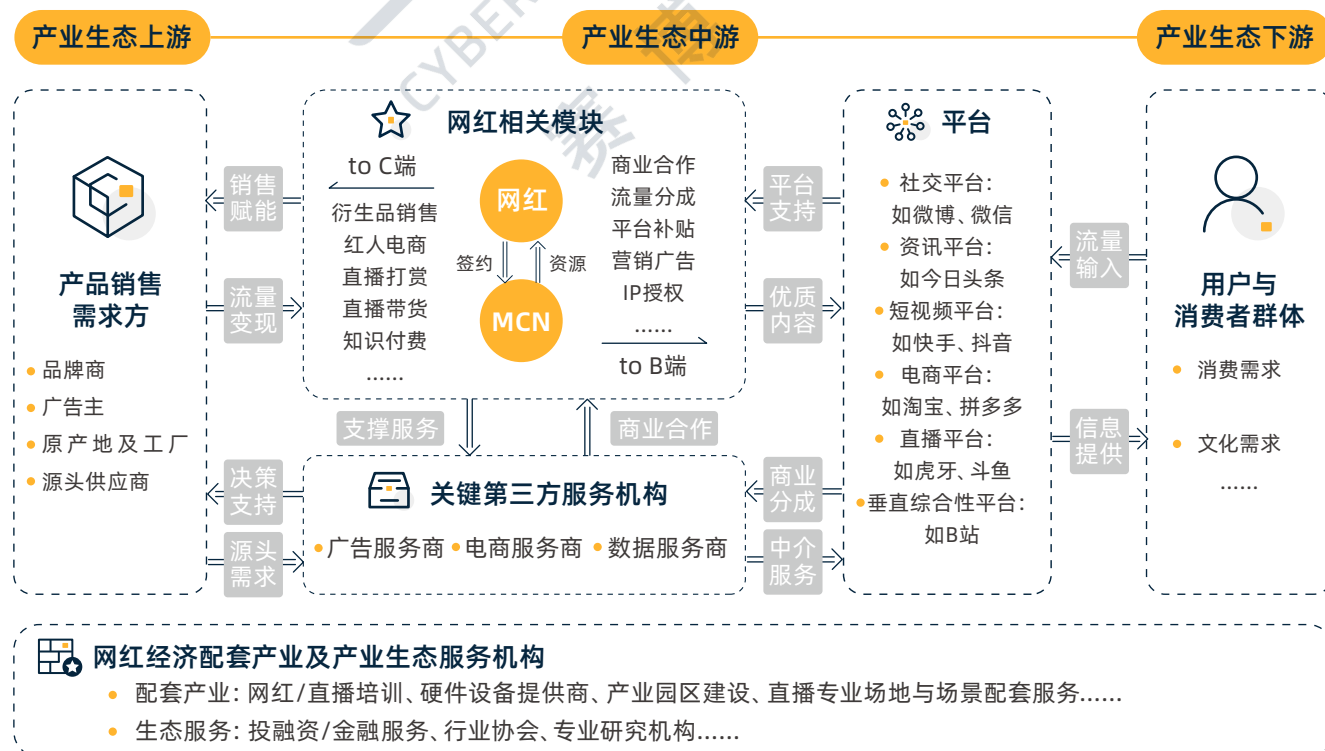 产业生态上游
产业生态中游
产业生态下游
CYBER
赛博
产品销售
需求方
品牌商
广告主
原产地及工厂
源头供应商
销售
赋能
流量
变现
决策
支持
源头
需求
网红相关模块
to C端
衍生品销售
红人电商
直播打赏
直播带货
知识付费
......
网红
签约
资源
MCN
商业合作
流量分成
平台补贴
营销广告
IP授权
......
to B端
支撑服务
商业合作
关键第三方服务机构
广告服务商
电商服务商
数据服务商
平台
支持
优质
内容
商业
分成
中介
服务
平台
社交平台：
如微博、微信
资讯平台：
如今日头条
短视频平台：
如快手、抖音
电商平台：
如淘宝、拼多多
直播平台：
如虎牙、斗鱼
垂直综合性平台：
如B站
流量
输入
信息
提供
用户与
消费者群体
消费需求
文化需求
......
网红经济配套产业及产业生态服务机构
配套产业：网红/直播培训、硬件设备提供商、产业园区建设、直播专业场地与场景配套服务......
生态服务：投融资/金融服务、行业协会、专业研究机构......